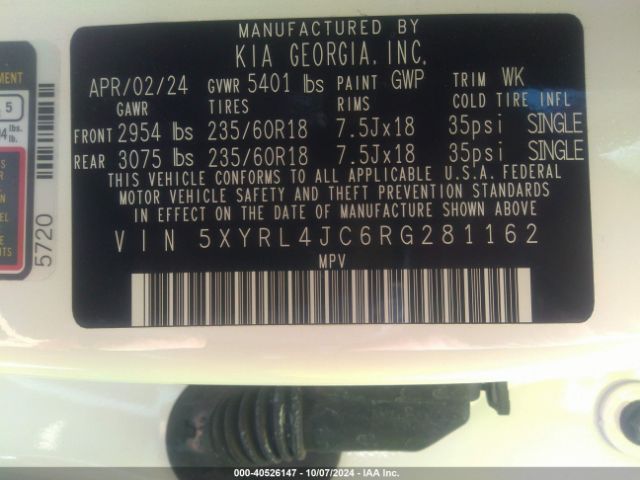 MANUFACTURED BY
KIA GEORGIA, INC.
APR/02/24 GVWR 5401 lbs PAINT GWP TRIM WK
GAWR TIRES RIMS COLD TIRE INFL
FRONT 2954 lbs 235/60R18 7.5Jx18 35psi SINGLE
REAR 3075 lbs 235/60R18 7.5Jx18 35psi SINGLE
THIS VEHICLE CONFORMS TO ALL APPLICABLE U.S.A. FEDERAL
MOTOR VEHICLE SAFETY AND THEFT PREVENTION STANDARDS
IN EFFECT ON THE DATE OF MANUFACTURE SHOWN ABOVE
VIN 5XYRL4JC6RG281162
MPV
5
lbs.
5720
000-40526147 - 10/07/2024 - IAA Inc.